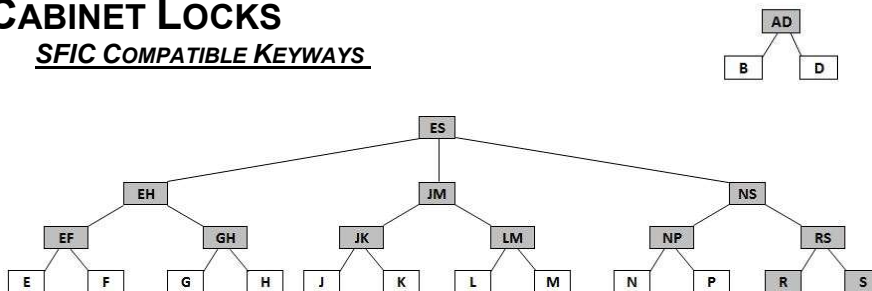 CABINET LOCKS
SFIC COMPATIBLE KEYWAYS
AD
B D
ES
EH JM NS
EF GH JK LM NP RS
E F G H J K L M N P R S